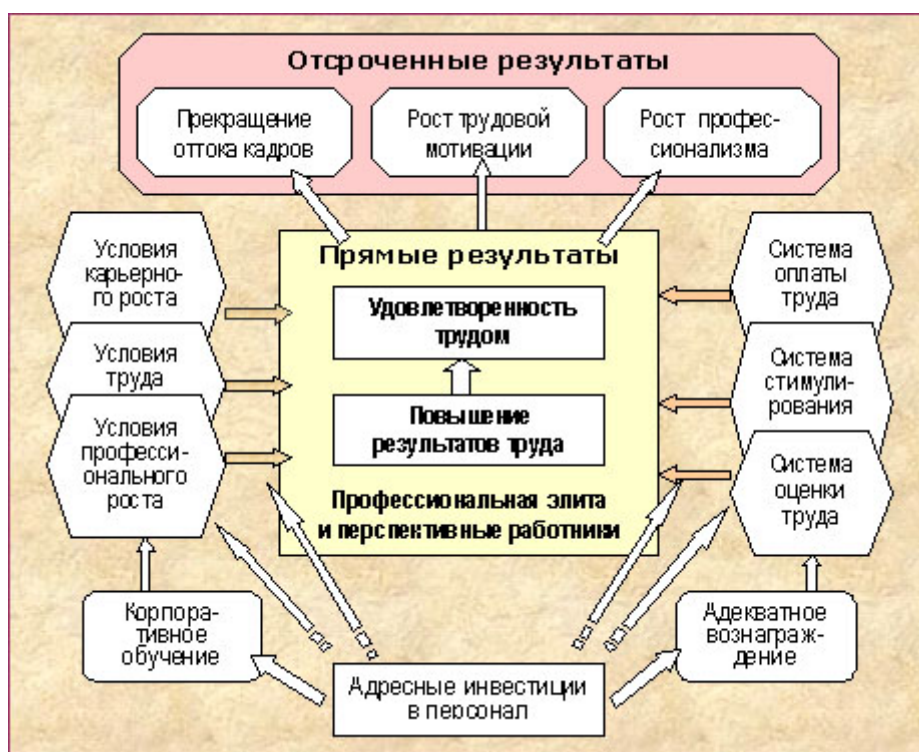 Отсроченные результаты
Прекращение
оттока кадров
Рост трудовой
мотивации
Рост профес-
сионализма
Условия
карьерно-
го роста
Условия
труда
Условия
професси-
онального
роста
Прямые результаты
Удовлетворенность
трудом
Повышение
результатов труда
Профессиональная элита
и перспективные работники
Система
оплаты
труда
Система
стимули-
рования
Система
оценки
труда
Корпора-
тивное
обучение
Адресные инвестиции
в персонал
Адекватное
вознаграж-
дение